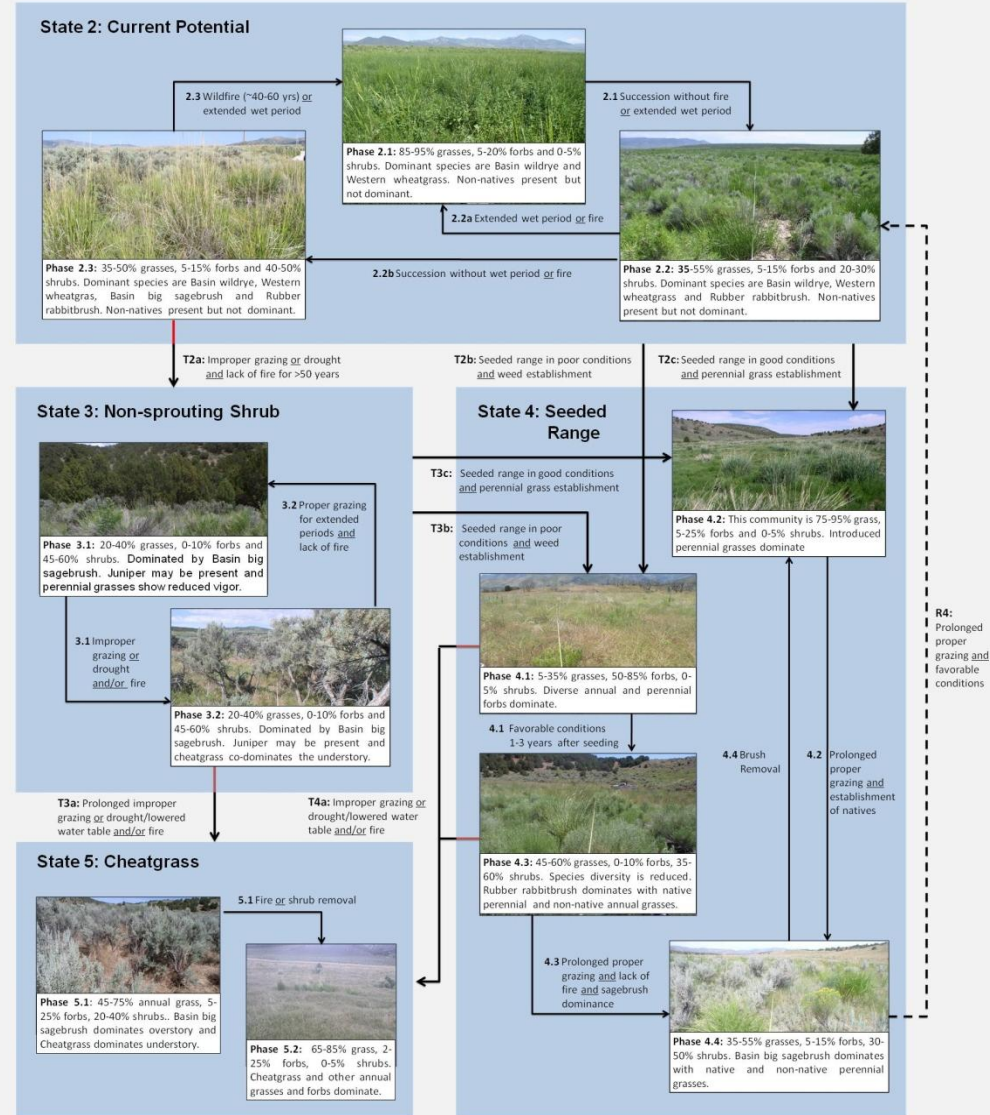 State 2: Current Potential
2.3 Wildfire (~40-60 yrs) or
extended wet period
2.1 Succession without fire
or extended wet period
Phase 2.1: 85-95% grasses, 5-20% forbs and 0-5%
shrubs. Dominant species are Basin wildrye and
Western wheatgrass. Non-natives present but
not dominant.
2.2a Extended wet period or fire
2.2b Succession without wet period or fire
Phase 2.3: 35-50% grasses, 5-15% forbs and 40-50%
shrubs. Dominant species are Basin wildrye, Western
wheatgras, Basin big sagebrush and Rubber
rabbitbrush. Non-natives present but not dominant.
Phase 2.2: 35-55% grasses, 5-15% forbs and 20-30%
shrubs. Dominant species are Basin wildrye, Western
wheatgrass and Rubber rabbitbrush. Non-natives
present but not dominant.
T2a: Improper grazing or drought
and lack of fire for >50 years
T2b: Seeded range in poor conditions
and weed establishment
T2c: Seeded range in good conditions
and perennial grass establishment
State 3: Non-sprouting Shrub
Phase 3.1: 20-40% grasses, 0-10% forbs and
45-60% shrubs. Dominated by Basin big
sagebrush. Juniper may be present and
perennial grasses show reduced vigor.
3.2 Proper grazing
for extended
periods and
lack of fire
3.1 Improper
grazing or
drought
and/or fire
Phase 3.2: 20-40% grasses, 0-10% forbs and
45-60% shrubs. Dominated by Basin big
sagebrush. Juniper may be present and
cheatgrass co-dominates the understory.
T3c: Seeded range in good conditions
and perennial grass establishment
T3b: Seeded range in poor
conditions and weed
establishment
State 4: Seeded
Range
Phase 4.2: This community is 75-95% grass,
5-25% forbs and 0-5% shrubs. Introduced
perennial grasses dominate
Phase 4.1: 5-35% grasses, 50-85% forbs, 0-
5% shrubs. Diverse annual and perennial
forbs dominate.
4.1 Favorable conditions
1-3 years after seeding
4.4 Brush
Removal
4.2 Prolonged
proper
grazing and
establishment
of natives
R4:
Prolonged
proper
grazing and
favorable
conditions
Phase 4.3: 45-60% grasses, 0-10% forbs, 35-
60% shrubs. Species diversity is reduced.
Rubber rabbitbrush dominates with native
perennial and non-native annual grasses.
4.3 Prolonged proper
grazing and lack of
fire and sagebrush
dominance
Phase 4.4: 35-55% grasses, 5-15% forbs, 30-
50% shrubs. Basin big sagebrush dominates
with native and non-native perennial
grasses.
T3a: Prolonged improper
grazing or drought/lowered
water table and/or fire
T4a: Improper grazing or
drought/lowered water
table and/or fire
State 5: Cheatgrass
5.1 Fire or shrub removal
Phase 5.1: 45-75% annual grass, 5-
25% forbs, 20-40% shrubs.. Basin big
sagebrush dominates overstory and
Cheatgrass dominates understory.
Phase 5.2: 65-85% grass, 2-
25% forbs, 0-5% shrubs.
Cheatgrass and other annual
grasses and forbs dominate.